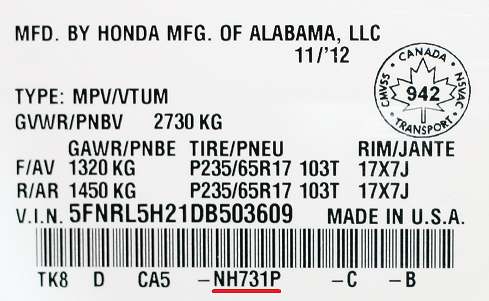 MFD. BY HONDA MFG. OF ALABAMA, LLC
11/'12
CMVSS · CANADA · NSVAC
942
· TRANSPORT ·
TYPE: MPV/VTUM
GVWR/PNBV 2730 KG
GAWR/PNBE TIRE/PNEU RIM/JANTE
F/AV 1320 KG P235/65R17 103T 17X7J
R/AR 1450 KG P235/65R17 103T 17X7J
V.I.N. 5FNRL5H21DB503609 MADE IN U.S.A.
TK8 D CA5 -NH731P -C -B